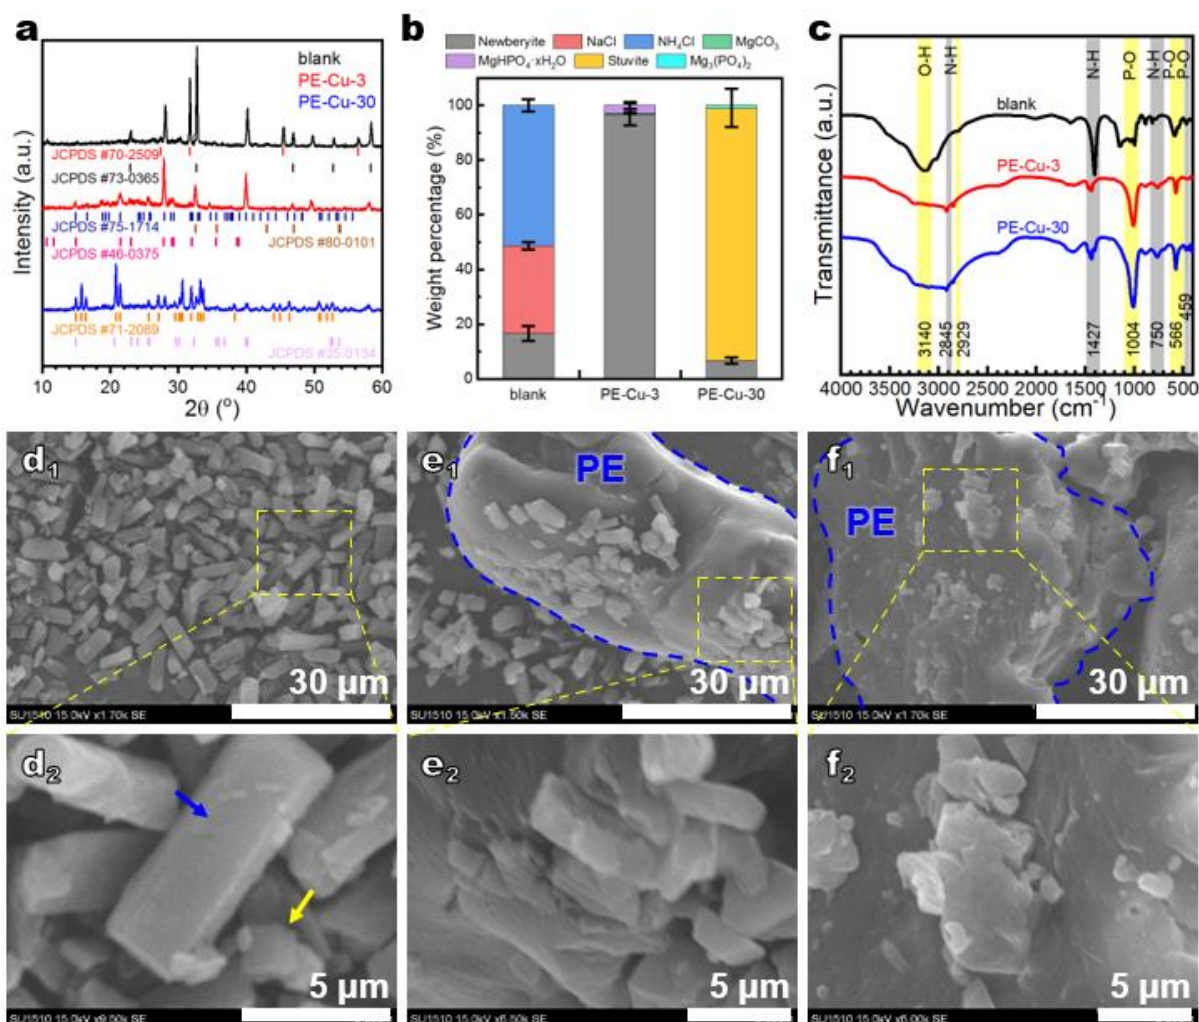 a
blank
PE-Cu-3
PE-Cu-30
JCPDS #70-2509
JCPDS #73-0365
JCPDS #75-1714
JCPDS #80-0101
JCPDS #46-0375
JCPDS #71-2089
JCPDS #35-0134
Intensity (a.u.)
10 20 30 40 50 60
2θ (°)
b
Newberyite NaCl NH₄Cl MgCO₃
MgHPO₄·xH₂O Stuvite Mg₃(PO₄)₂
Weight percentage (%)
100
80
60
40
20
0
blank PE-Cu-3 PE-Cu-30
c
O-H N-H N-H P-O N-H P-O P-O
blank
PE-Cu-3
PE-Cu-30
Transmittance (a.u.)
3140 2845 2929 1427 1004 750 566 459
4000 3500 3000 2500 2000 1500 1000 500
Wavenumber (cm⁻¹)
d₁
30 μm
SU1510 15.0kV x1.70k SE
e₁
PE
30 μm
SU1510 15.0kV x1.50k SE
f₁
PE
30 μm
SU1510 15.0kV x1.70k SE
d₂
5 μm
SU1510 15.0kV x9.50k SE
e₂
5 μm
SU1510 15.0kV x6.50k SE
f₂
5 μm
SU1510 15.0kV x6.00k SE